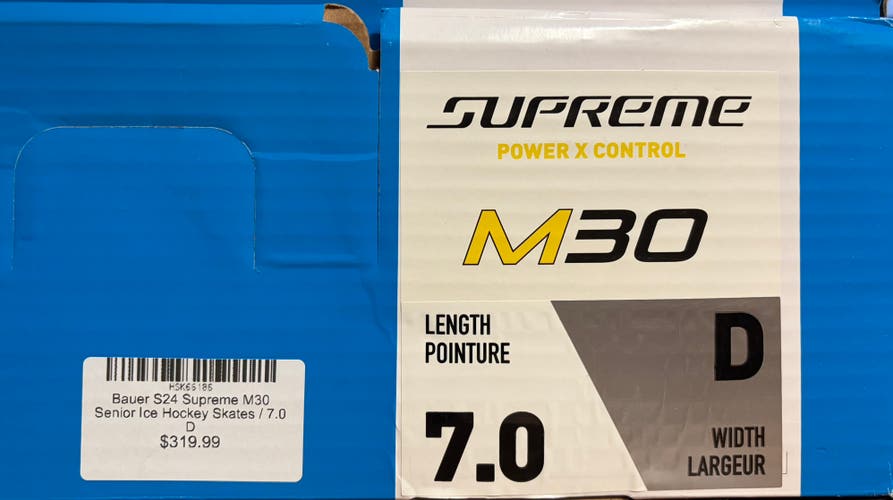 SUPREME
POWER X CONTROL
M30
LENGTH
POINTURE
D
7.0
WIDTH
LARGEUR
HSK66186
Bauer S24 Supreme M30
Senior Ice Hockey Skates / 7.0
D
$319.99